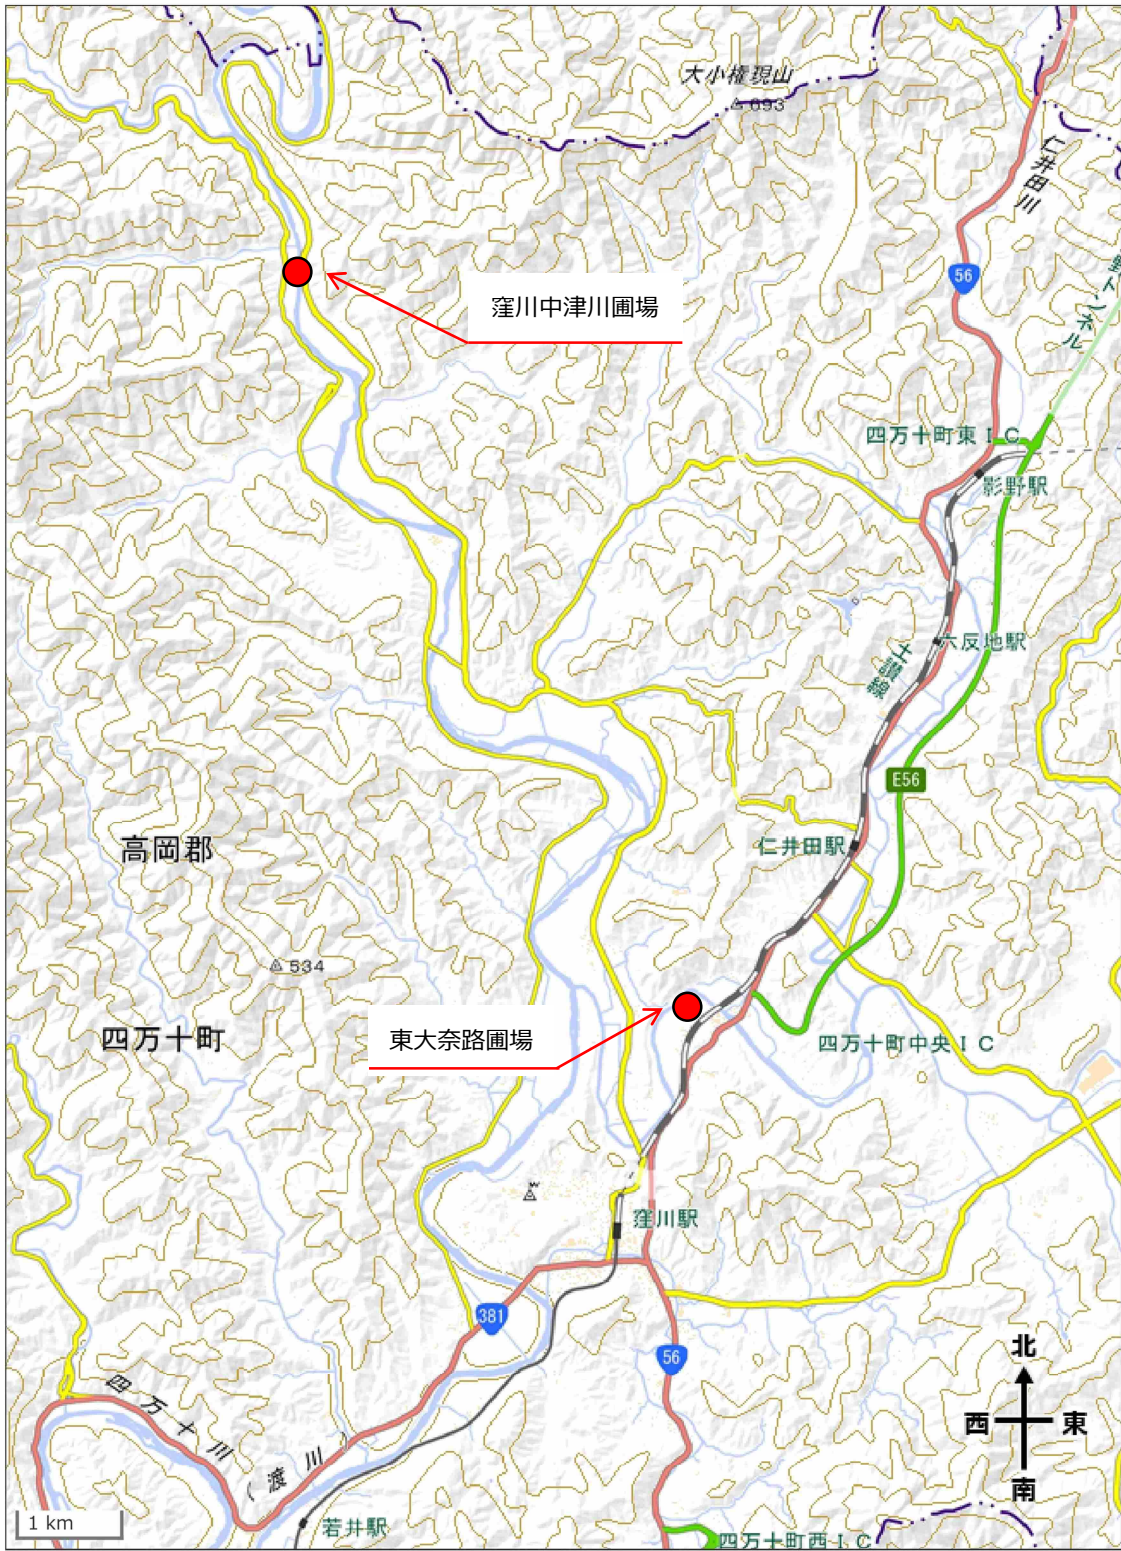 大小権現山
693
仁井田川
56
窪川中津川圃場
野トンネル
四万十町東IC
影野駅
六反地駅
土讃線
E56
仁井田駅
高岡郡
534
四万十町
東大奈路圃場
四万十町中央IC
窪川駅
381
56
北
西
東
南
四万十川
(渡川)
1 km
若井駅
四万十町西IC